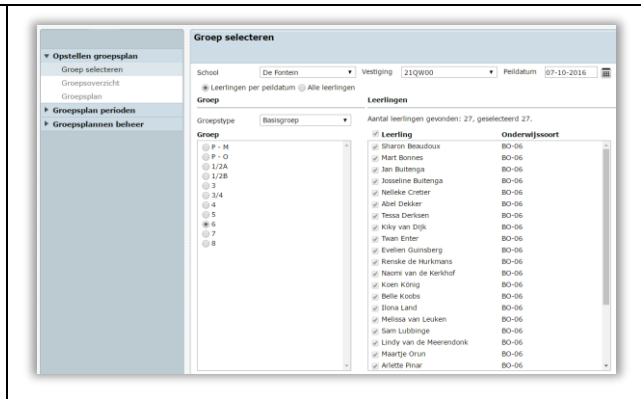 Groep selecteren
Opstellen groepsplan
Groep selecteren
Groepsoverzicht
Groepsplan
Groepsplan perioden
Groepsplannen beheer
School De Fontein Vestiging 21QW00 Peildatum 07-10-2016
Leerlingen per peildatum Alle leerlingen
Groep Leerlingen
Groepstype Basisgroep Aantal leerlingen gevonden: 27, geselecteerd 27.
Groep
P - M
P - O
1/2A
1/2B
3
3/4
4
5
6
7
8
Leerling Onderwijssoort
Sharon Beaudoux BO-06
Mart Bonnes BO-06
Jan Buitenga BO-06
Josseline Buitenga BO-06
Nelleke Cretier BO-06
Abel Dekker BO-06
Tessa Derksen BO-06
Kiky van Dijk BO-06
Twan Enter BO-06
Evelien Guinsberg BO-06
Renske de Hurkmans BO-06
Naomi van de Kerkhof BO-06
Koen König BO-06
Belle Koobs BO-06
Ilona Land BO-06
Melissa van Leuken BO-06
Sam Lubbinge BO-06
Lindy van de Meerendonk BO-06
Maartje Orun BO-06
Arlette Pinar BO-06